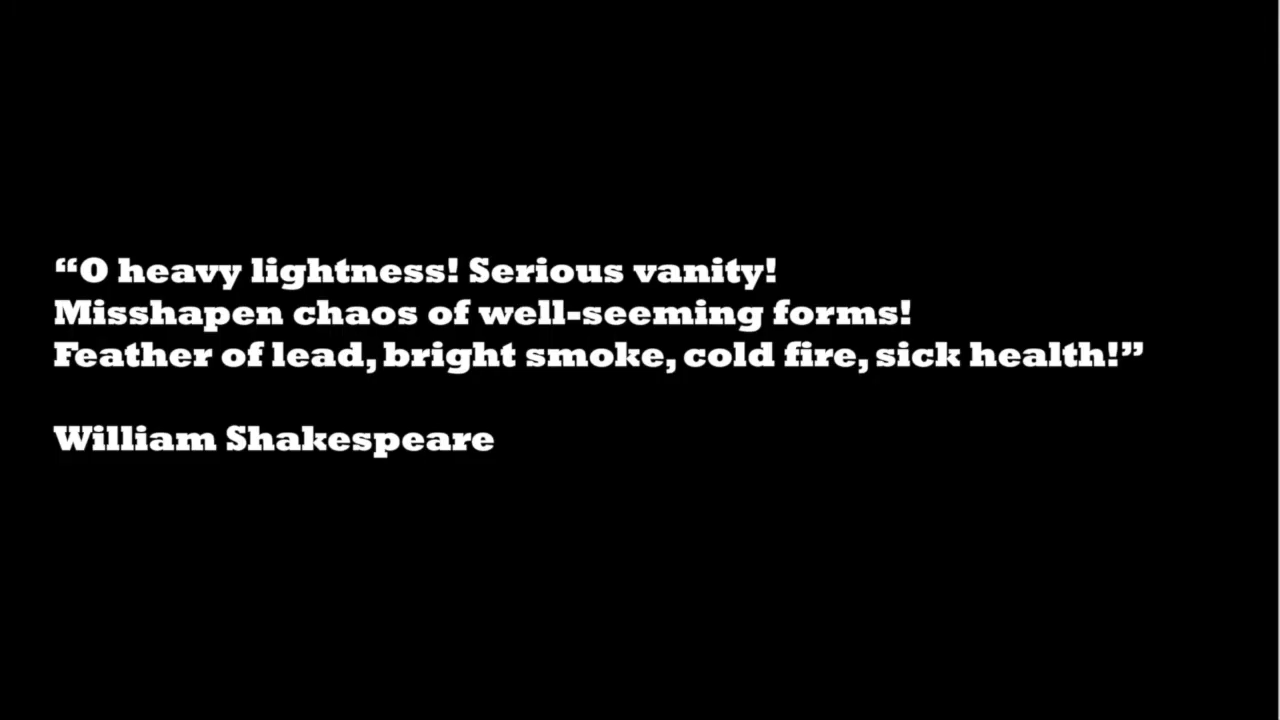 “O heavy lightness! Serious vanity!
Misshapen chaos of well-seeming forms!
Feather of lead, bright smoke, cold fire, sick health!”
William Shakespeare